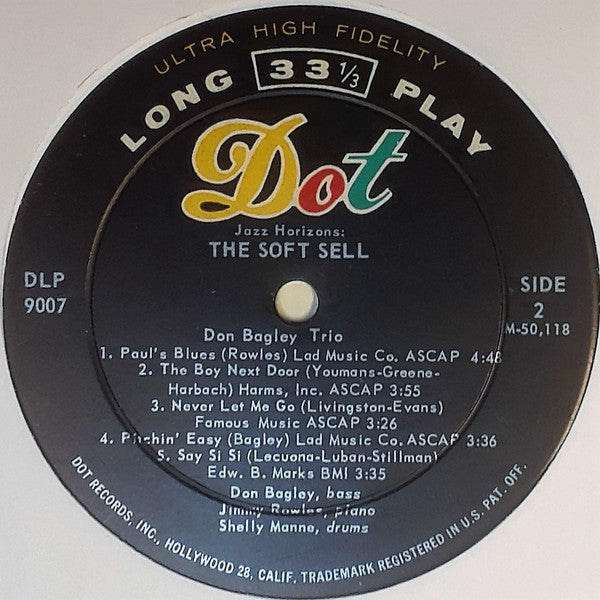 ULTRA HIGH FIDELITY
LONG 33 1/3 PLAY
Dot
Jazz Horizons:
THE SOFT SELL
DLP
9007
SIDE
2
M-50,118
Don Bagley Trio
1. Paul's Blues (Rowles) Lad Music Co. ASCAP 4:48
2. The Boy Next Door (Youmans-Greene-
Harbach) Harms, Inc. ASCAP 3:55
3. Never Let Me Go (Livingston-Evans)
Famous Music ASCAP 3:26
4. Pitchin' Easy (Bagley) Lad Music Co. ASCAP 3:36
5. Say Si Si (Lecuona-Luban-Stillman)
Edw. B. Marks BMI 3:35
Don Bagley, bass
Jimmy Rowles, piano
Shelly Manne, drums
DOT RECORDS, INC., HOLLYWOOD 28, CALIF. TRADEMARK REGISTERED IN U.S. PAT. OFF.